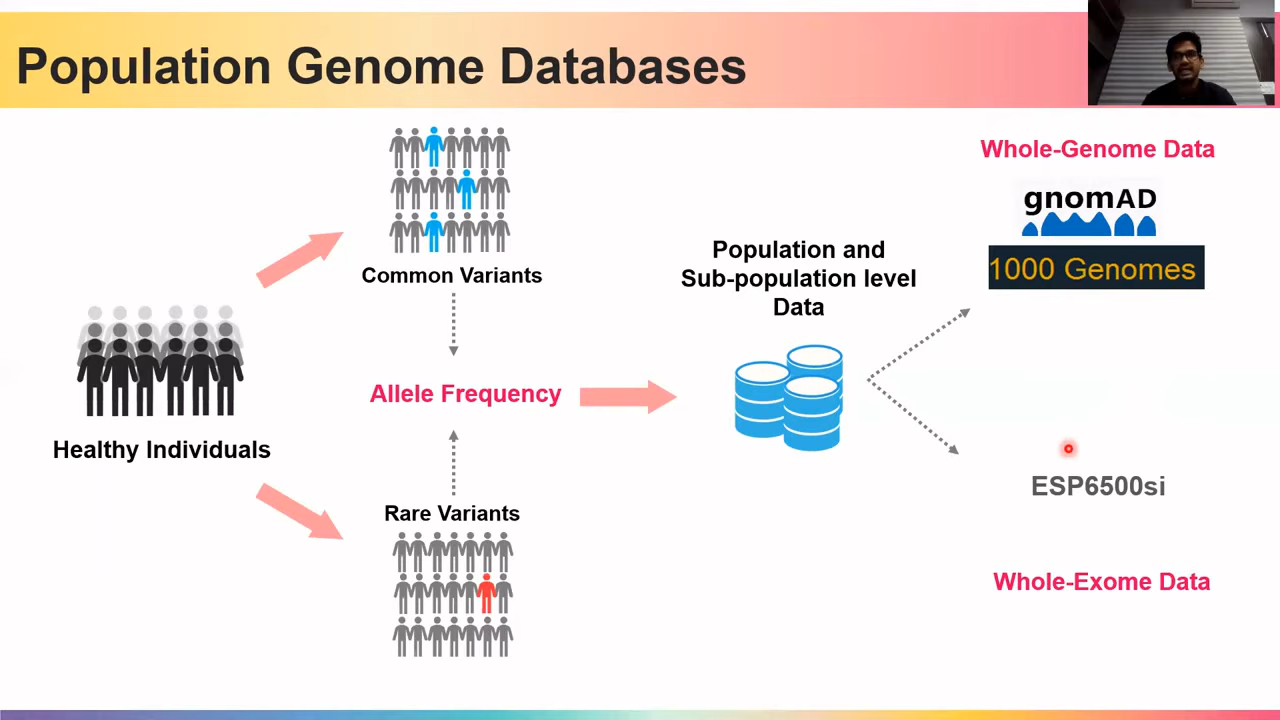 Population Genome Databases
Common Variants
Healthy Individuals
Allele Frequency
Rare Variants
Population and
Sub-population level
Data
Whole-Genome Data
gnomAD
1000 Genomes
ESP6500si
Whole-Exome Data